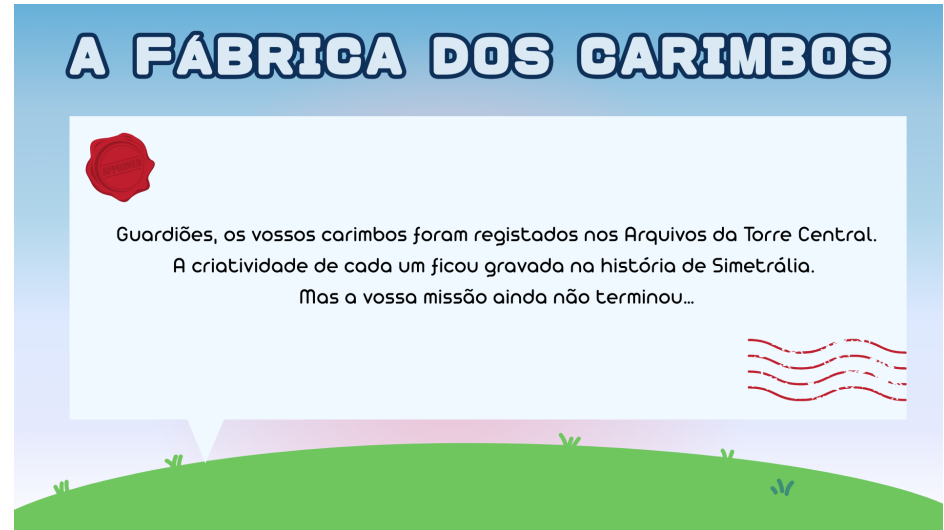 A FÁBRICA DOS CARIMBOS
Guardiões, os vossos carimbos foram registados nos Arquivos da Torre Central.
A criatividade de cada um ficou gravada na história de Simetrália.
Mas a vossa missão ainda não terminou...